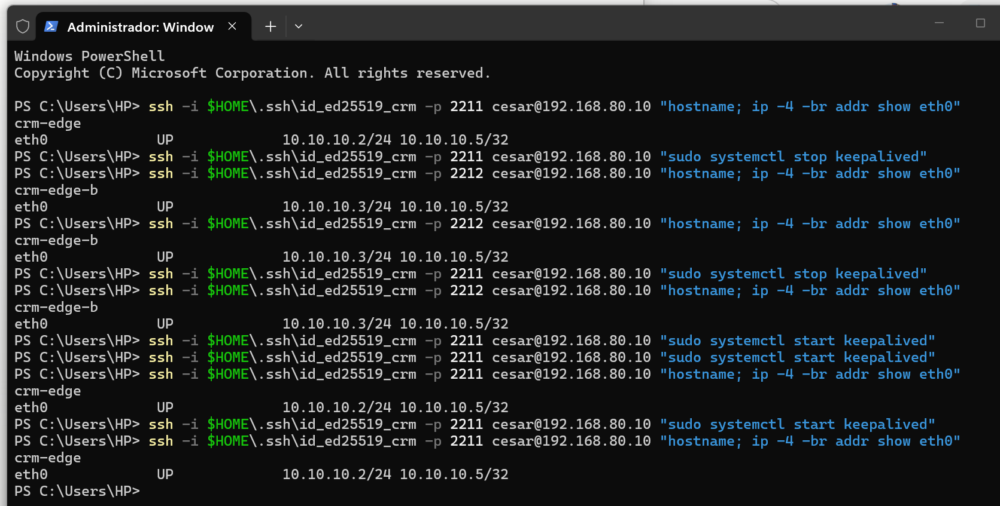 Administrador: Window
Windows PowerShell
Copyright (C) Microsoft Corporation. All rights reserved.
PS C:\Users\HP> ssh -i $HOME\.ssh\id_ed25519_crm -p 2211 cesar@192.168.80.10 "hostname; ip -4 -br addr show eth0"
crm-edge
eth0             UP             10.10.10.2/24 10.10.10.5/32
PS C:\Users\HP> ssh -i $HOME\.ssh\id_ed25519_crm -p 2211 cesar@192.168.80.10 "sudo systemctl stop keepalived"
PS C:\Users\HP> ssh -i $HOME\.ssh\id_ed25519_crm -p 2212 cesar@192.168.80.10 "hostname; ip -4 -br addr show eth0"
crm-edge-b
eth0             UP             10.10.10.3/24 10.10.10.5/32
PS C:\Users\HP> ssh -i $HOME\.ssh\id_ed25519_crm -p 2212 cesar@192.168.80.10 "hostname; ip -4 -br addr show eth0"
crm-edge-b
eth0             UP             10.10.10.3/24 10.10.10.5/32
PS C:\Users\HP> ssh -i $HOME\.ssh\id_ed25519_crm -p 2211 cesar@192.168.80.10 "sudo systemctl stop keepalived"
PS C:\Users\HP> ssh -i $HOME\.ssh\id_ed25519_crm -p 2212 cesar@192.168.80.10 "hostname; ip -4 -br addr show eth0"
crm-edge-b
eth0             UP             10.10.10.3/24 10.10.10.5/32
PS C:\Users\HP> ssh -i $HOME\.ssh\id_ed25519_crm -p 2211 cesar@192.168.80.10 "sudo systemctl start keepalived"
PS C:\Users\HP> ssh -i $HOME\.ssh\id_ed25519_crm -p 2211 cesar@192.168.80.10 "sudo systemctl start keepalived"
PS C:\Users\HP> ssh -i $HOME\.ssh\id_ed25519_crm -p 2211 cesar@192.168.80.10 "hostname; ip -4 -br addr show eth0"
crm-edge
eth0             UP             10.10.10.2/24 10.10.10.5/32
PS C:\Users\HP> ssh -i $HOME\.ssh\id_ed25519_crm -p 2211 cesar@192.168.80.10 "sudo systemctl start keepalived"
PS C:\Users\HP> ssh -i $HOME\.ssh\id_ed25519_crm -p 2211 cesar@192.168.80.10 "hostname; ip -4 -br addr show eth0"
crm-edge
eth0             UP             10.10.10.2/24 10.10.10.5/32
PS C:\Users\HP>